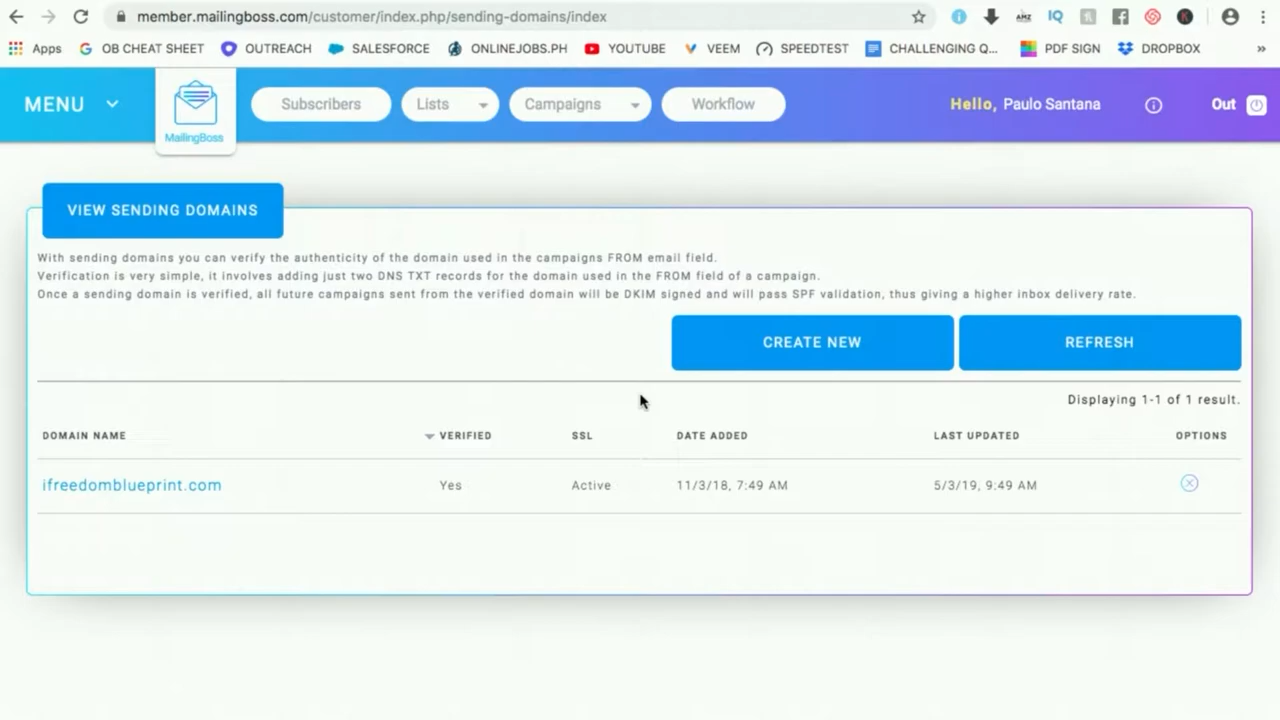 member.mailingboss.com/customer/index.php/sending-domains/index
Apps OB CHEAT SHEET OUTREACH SALESFORCE ONLINEJOBS.PH YOUTUBE VEEM SPEEDTEST CHALLENGING Q... PDF SIGN DROPBOX »
MENU MailingBoss Subscribers Lists Campaigns Workflow Hello, Paulo Santana Out
VIEW SENDING DOMAINS
With sending domains you can verify the authenticity of the domain used in the campaigns FROM email field.
Verification is very simple, it involves adding just two DNS TXT records for the domain used in the FROM field of a campaign.
Once a sending domain is verified, all future campaigns sent from the verified domain will be DKIM signed and will pass SPF validation, thus giving a higher inbox delivery rate.
CREATE NEW REFRESH
Displaying 1-1 of 1 result.
DOMAIN NAME VERIFIED SSL DATE ADDED LAST UPDATED OPTIONS
ifreedomblueprint.com Yes Active 11/3/18, 7:49 AM 5/3/19, 9:49 AM